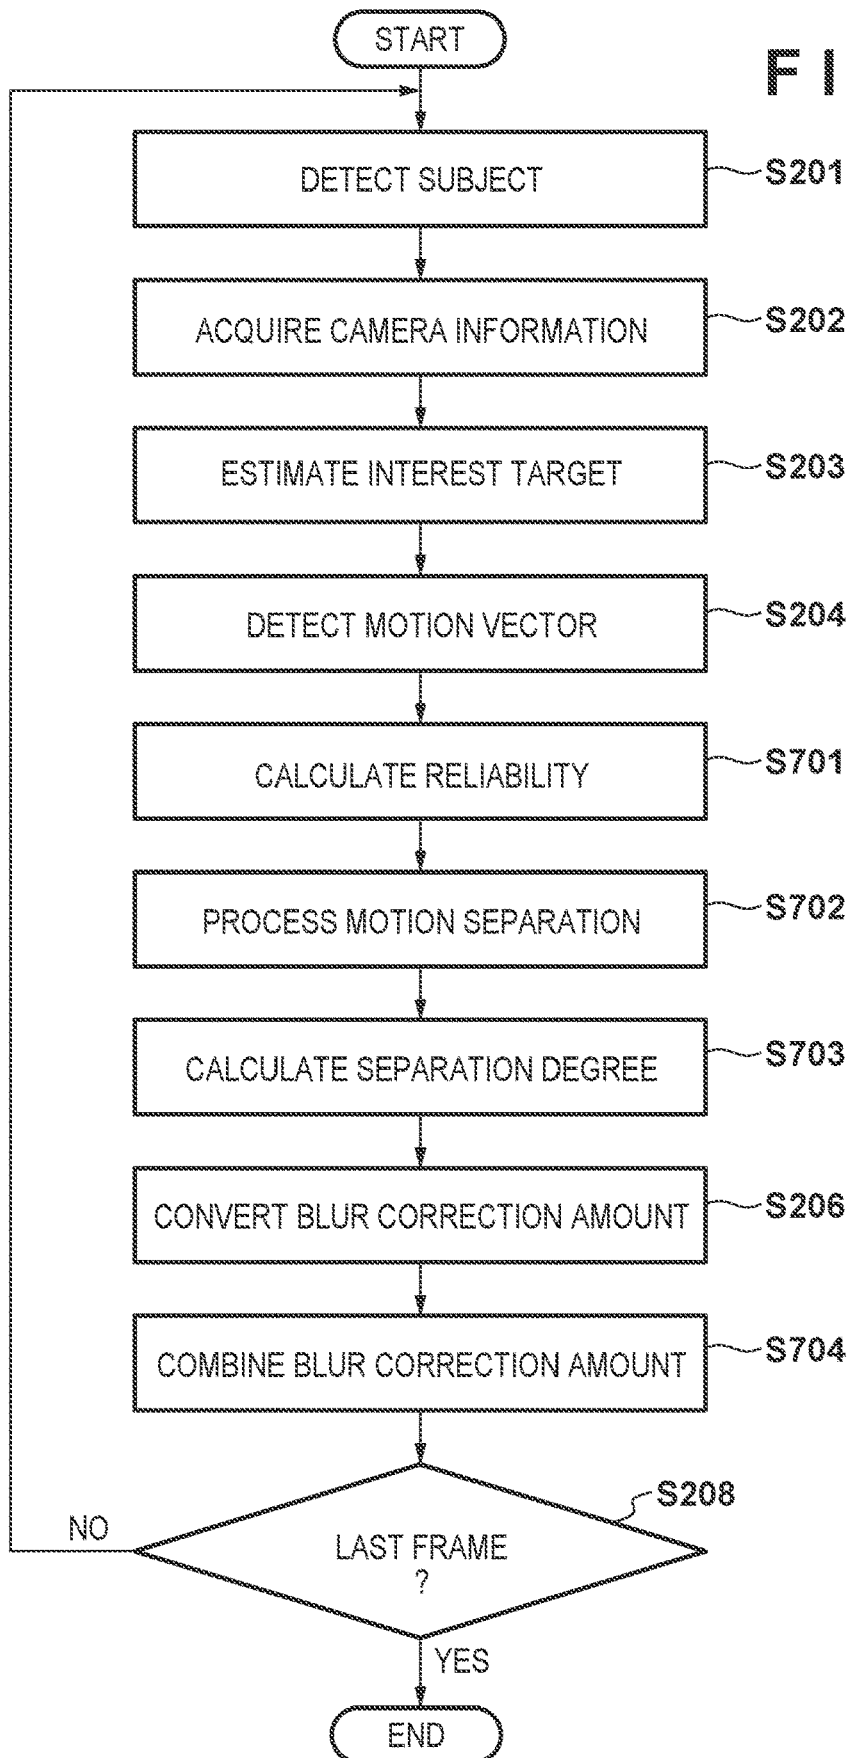 START
F I
DETECT SUBJECT
S201
ACQUIRE CAMERA INFORMATION
S202
ESTIMATE INTEREST TARGET
S203
DETECT MOTION VECTOR
S204
CALCULATE RELIABILITY
S701
PROCESS MOTION SEPARATION
S702
CALCULATE SEPARATION DEGREE
S703
CONVERT BLUR CORRECTION AMOUNT
S206
COMBINE BLUR CORRECTION AMOUNT
S704
S208
NO
LAST FRAME
?
YES
END